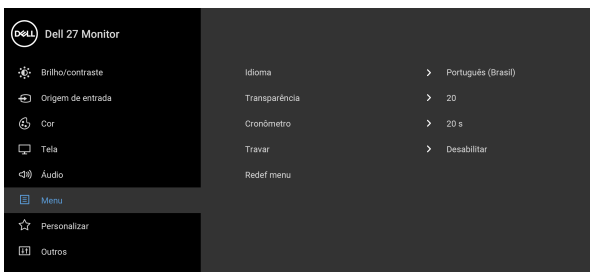 DELL Dell 27 Monitor
Brilho/contraste
Origem de entrada
Cor
Tela
Áudio
Menu
Personalizar
Outros
Idioma > Português (Brasil)
Transparência > 20
Cronômetro > 20 s
Travar > Desabilitar
Redef menu